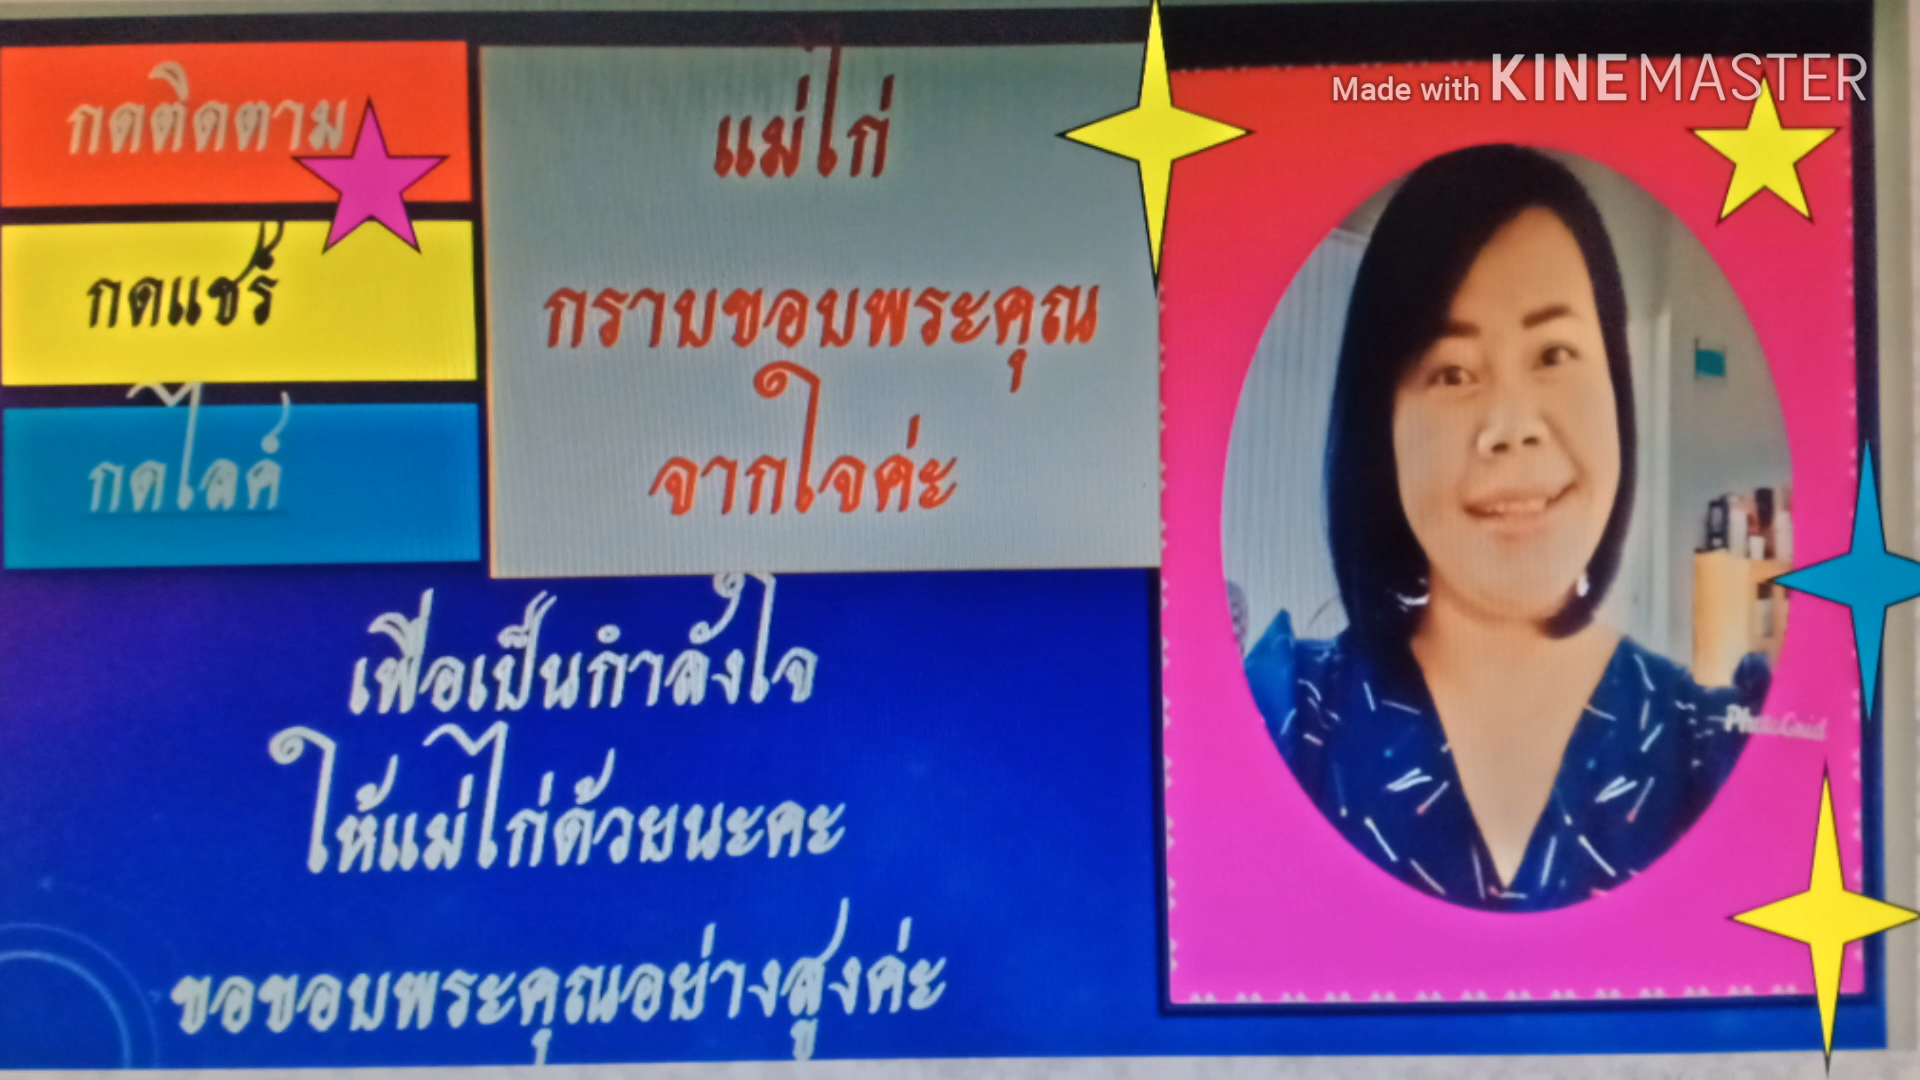 กดติดตาม
กดแชร์
กดไลค์
แม่ไก่
กราบขอบพระคุณ
จากใจค่ะ
เพื่อเป็นกำลังใจ
ให้แม่ไก่ด้วยนะคะ
ขอขอบพระคุณอย่างสูงค่ะ
Made with KINEMASTER
PhotoGrid